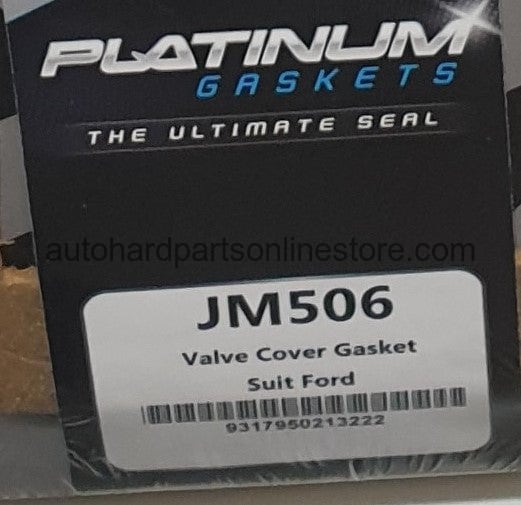 PLATINUM
GASKETS
THE ULTIMATE SEAL
autohardpartsonlinestore.com
JM506
Valve Cover Gasket
Suit Ford
9317950213222